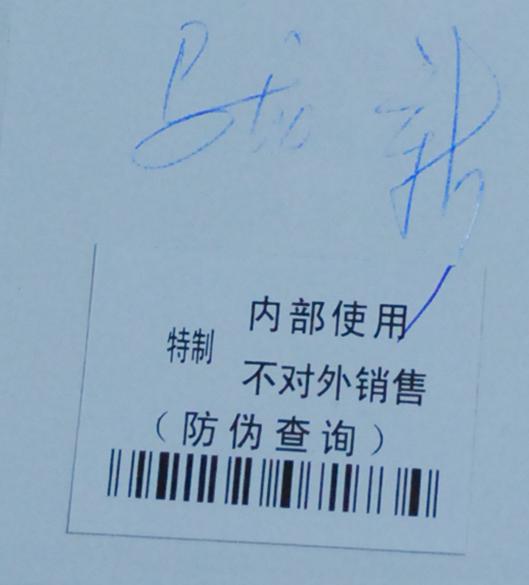 内部使用
特制
不对外销售
（防伪查询）